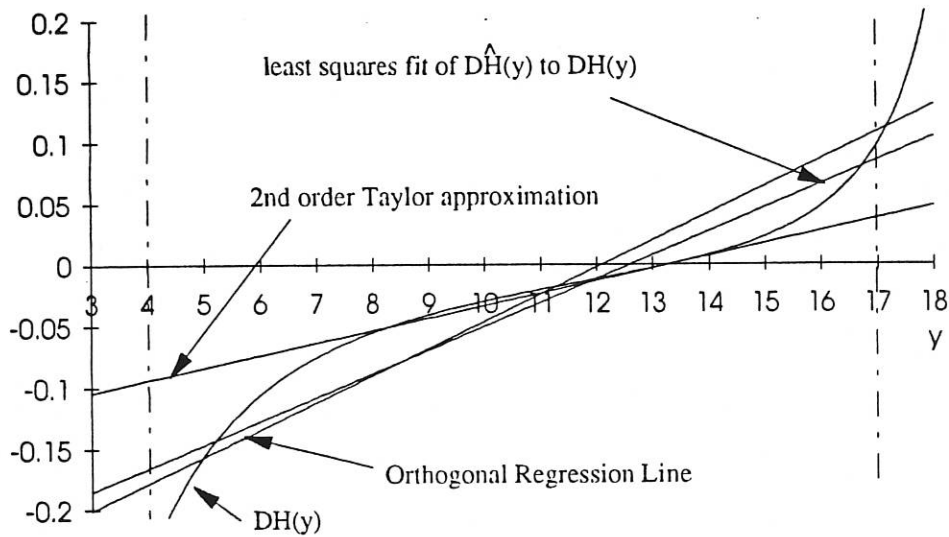 0.2
least squares fit of DĤ(y) to DH(y)
0.15
0.1
2nd order Taylor approximation
0.05
0
3 4 5 6 7 8 9 10 11 12 13 14 15 16 17 18
-0.05
y
-0.1
-0.15
Orthogonal Regression Line
-0.2
DH(y)